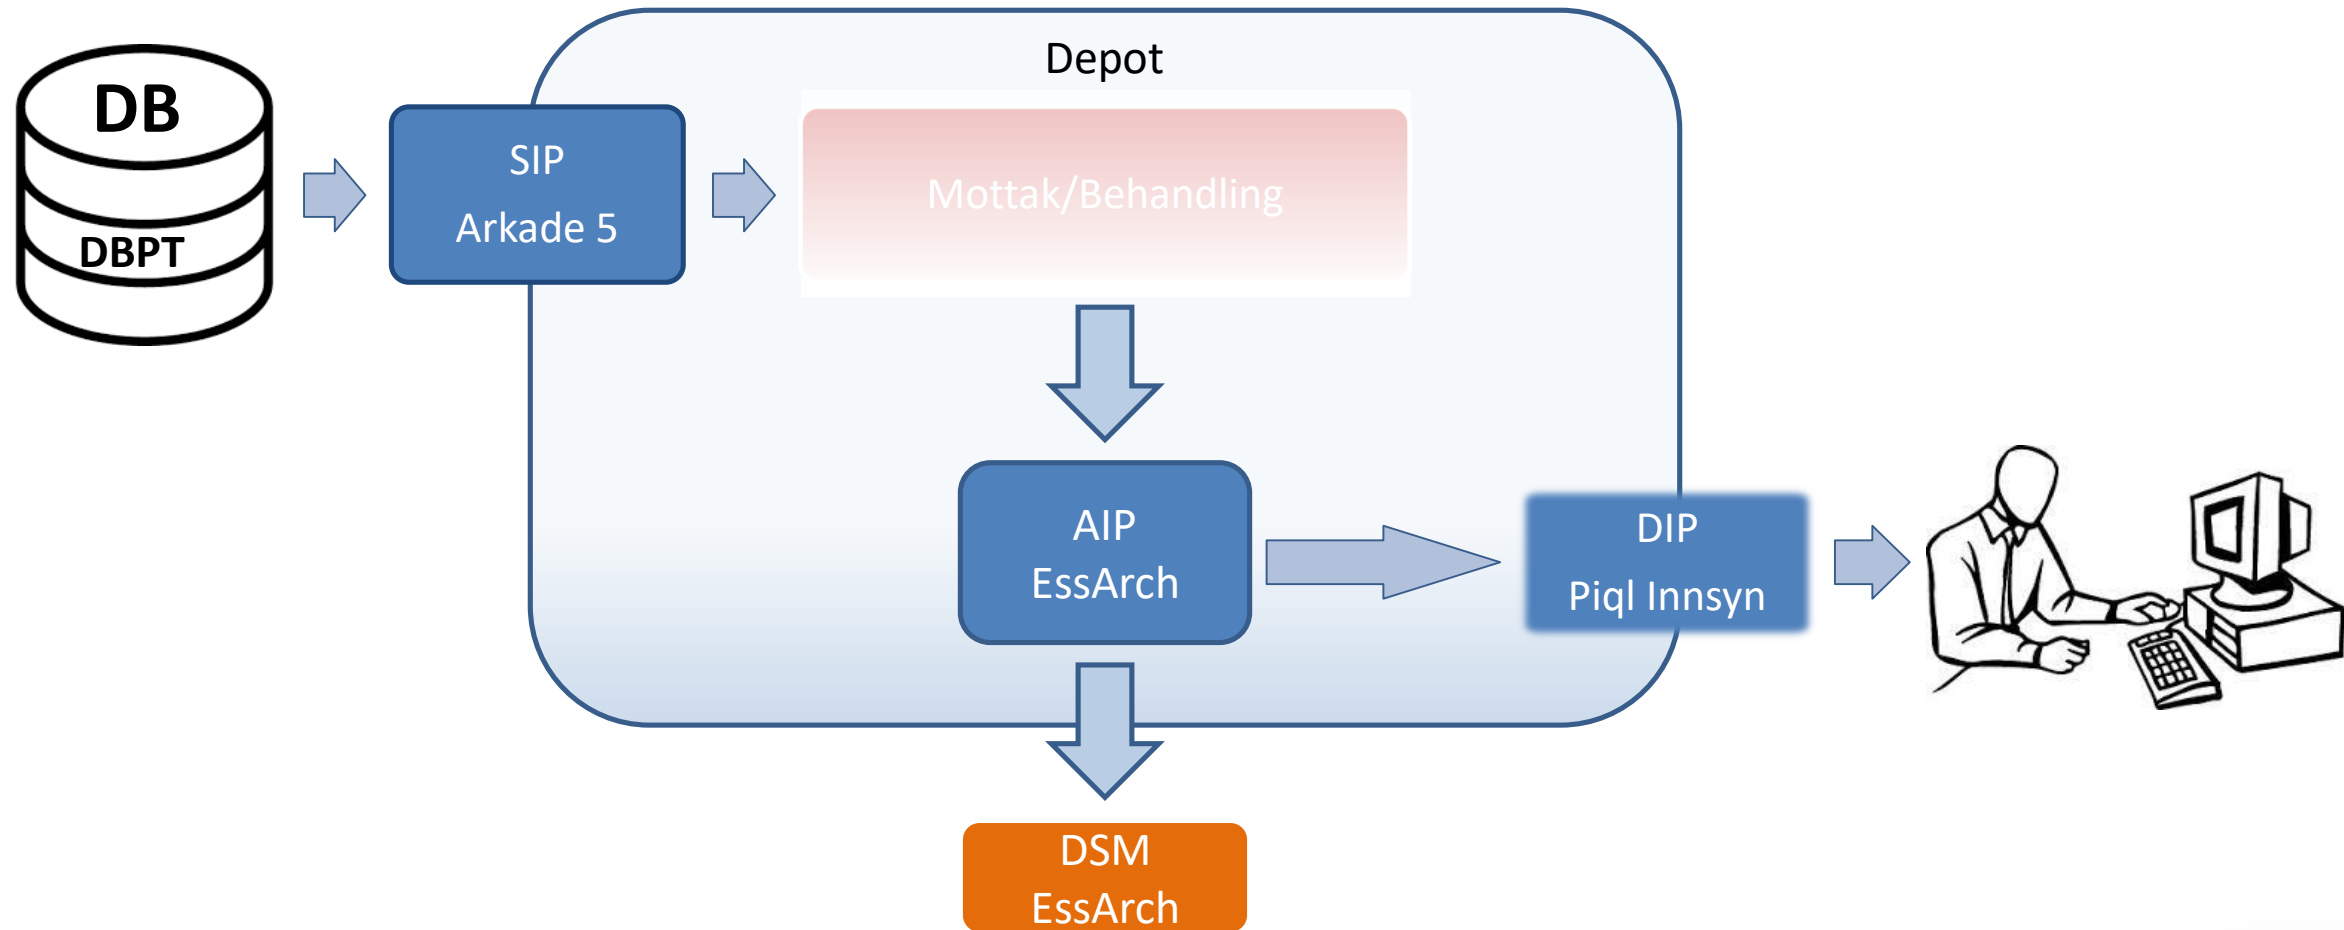 DB
DBPT
SIP
Arkade 5
Depot
Mottak/Behandling
AIP
EssArch
DIP
Piql Innsyn
DSM
EssArch